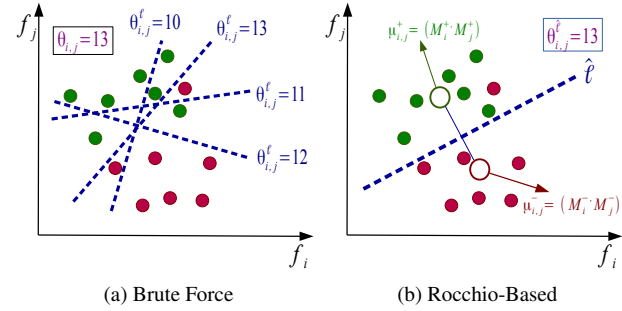 f_j
θ_{i,j}=13
θ^ℓ_{i,j}=10
θ^ℓ_{i,j}=13
θ^ℓ_{i,j}=11
θ^ℓ_{i,j}=12
f_i
(a) Brute Force
f_j
μ^+_{i,j}=(M^+_i, M^+_j)
θ^{ℓ̂}_{i,j}=13
ℓ̂
μ^-_{i,j}=(M^-_i, M^-_j)
f_i
(b) Rocchio-Based